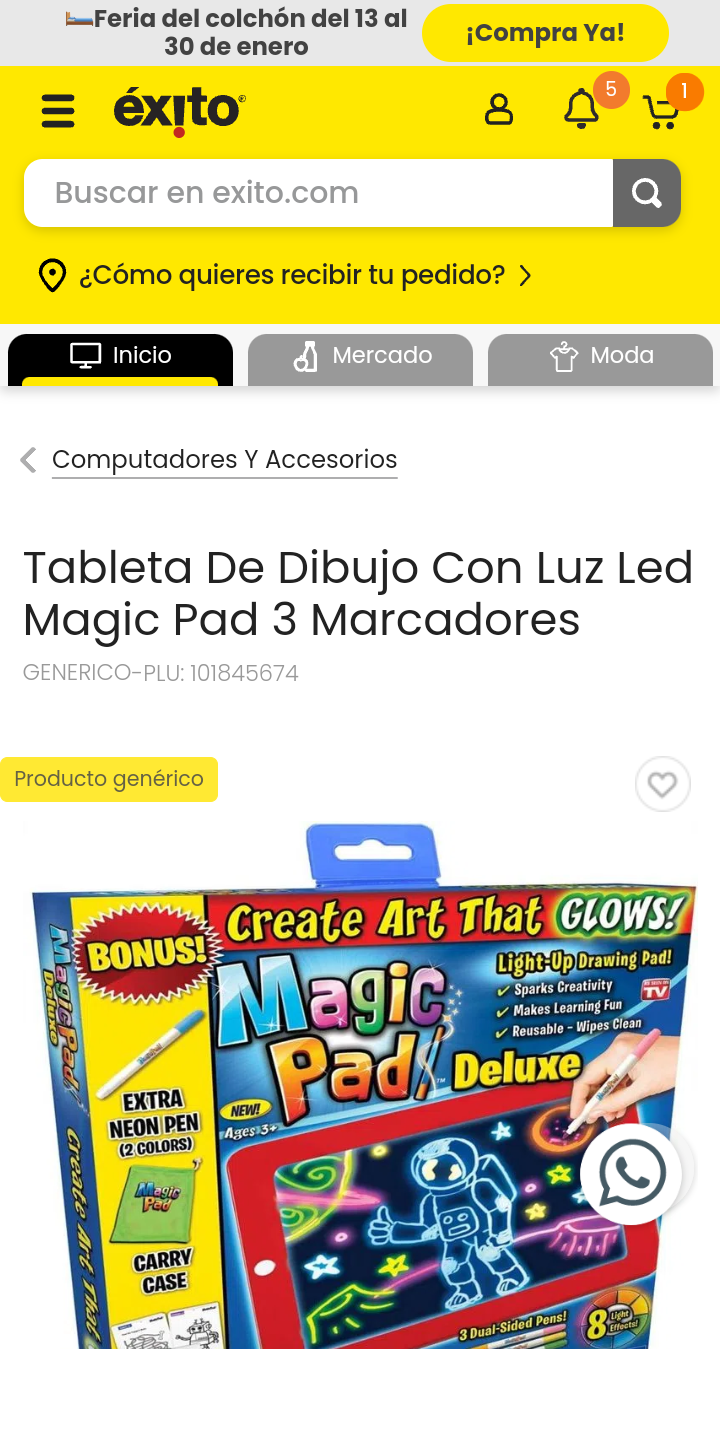 Feria del colchón del 13 al
30 de enero
¡Compra Ya!
éxito
5
1
Buscar en exito.com
¿Cómo quieres recibir tu pedido?
Inicio
Mercado
Moda
Computadores Y Accesorios
Tableta De Dibujo Con Luz Led
Magic Pad 3 Marcadores
GENERICO-PLU: 101845674
Producto genérico
Create Art That GLOWS!
BONUS!
Light-Up Drawing Pad!
Sparks Creativity
Makes Learning Fun
Reusable - Wipes Clean
TV
Magic
Pad
Deluxe
Magic Pad
Deluxe
NEW!
Ages 3+
EXTRA
NEON PEN
(2 COLORS)
Magic
Pad
CARRY
CASE
Create Art That
3 Dual-Sided Pens!
8 Light
Effects!